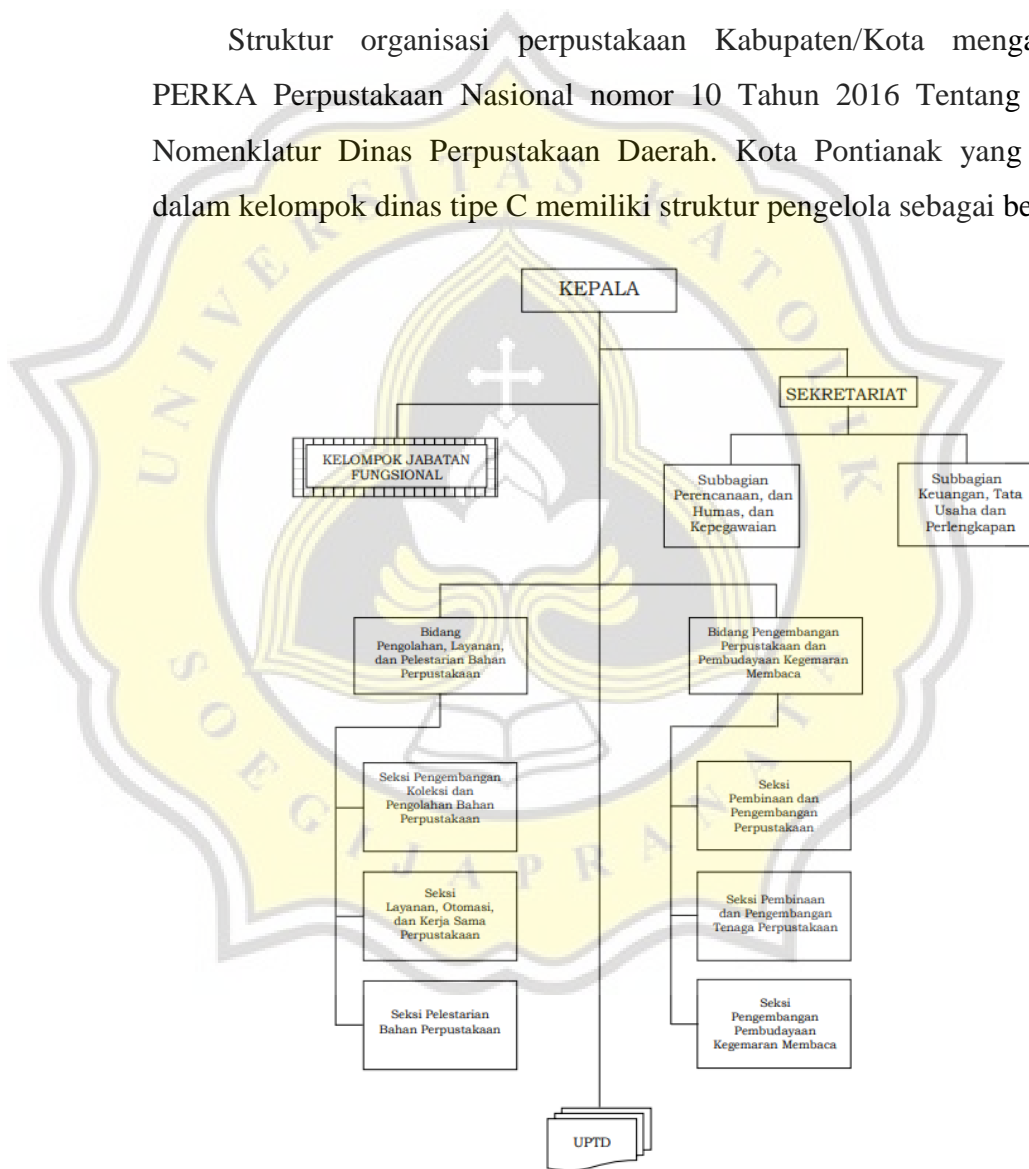 Struktur organisasi perpustakaan Kabupaten/Kota
PERKA Perpustakaan Nasional nomor 10 Tahun 2016 Tentang
Nomenklatur Dinas Perpustakaan Daerah. Kota Pontianak yang
dalam kelompok dinas tipe C memiliki struktur pengelola sebagai
KEPALA
SEKRETARIAT
KELOMPOK JABATAN
FUNGSIONAL
Subbagian
Perencanaan, dan
Humas, dan
Kepegawaian
Subbagian
Keuangan, Tata
Usaha dan
Perlengkapan
Bidang
Pengolahan, Layanan,
dan Pelestarian Bahan
Perpustakaan
Bidang Pengembangan
Perpustakaan dan
Pembudayaan Kegemaran
Membaca
Seksi Pengembangan
Koleksi dan
Pengolahan Bahan
Perpustakaan
Seksi
Layanan, Otomasi,
dan Kerja Sama
Perpustakaan
Seksi Pelestarian
Bahan Perpustakaan
Seksi
Pembinaan dan
Pengembangan
Perpustakaan
Seksi Pembinaan
dan Pengembangan
Tenaga Perpustakaan
Seksi
Pengembangan
Pembudayaan
Kegemaran Membaca
UPTD
UNIVERSITAS KATOLIK
SOEGIJAPRANATA